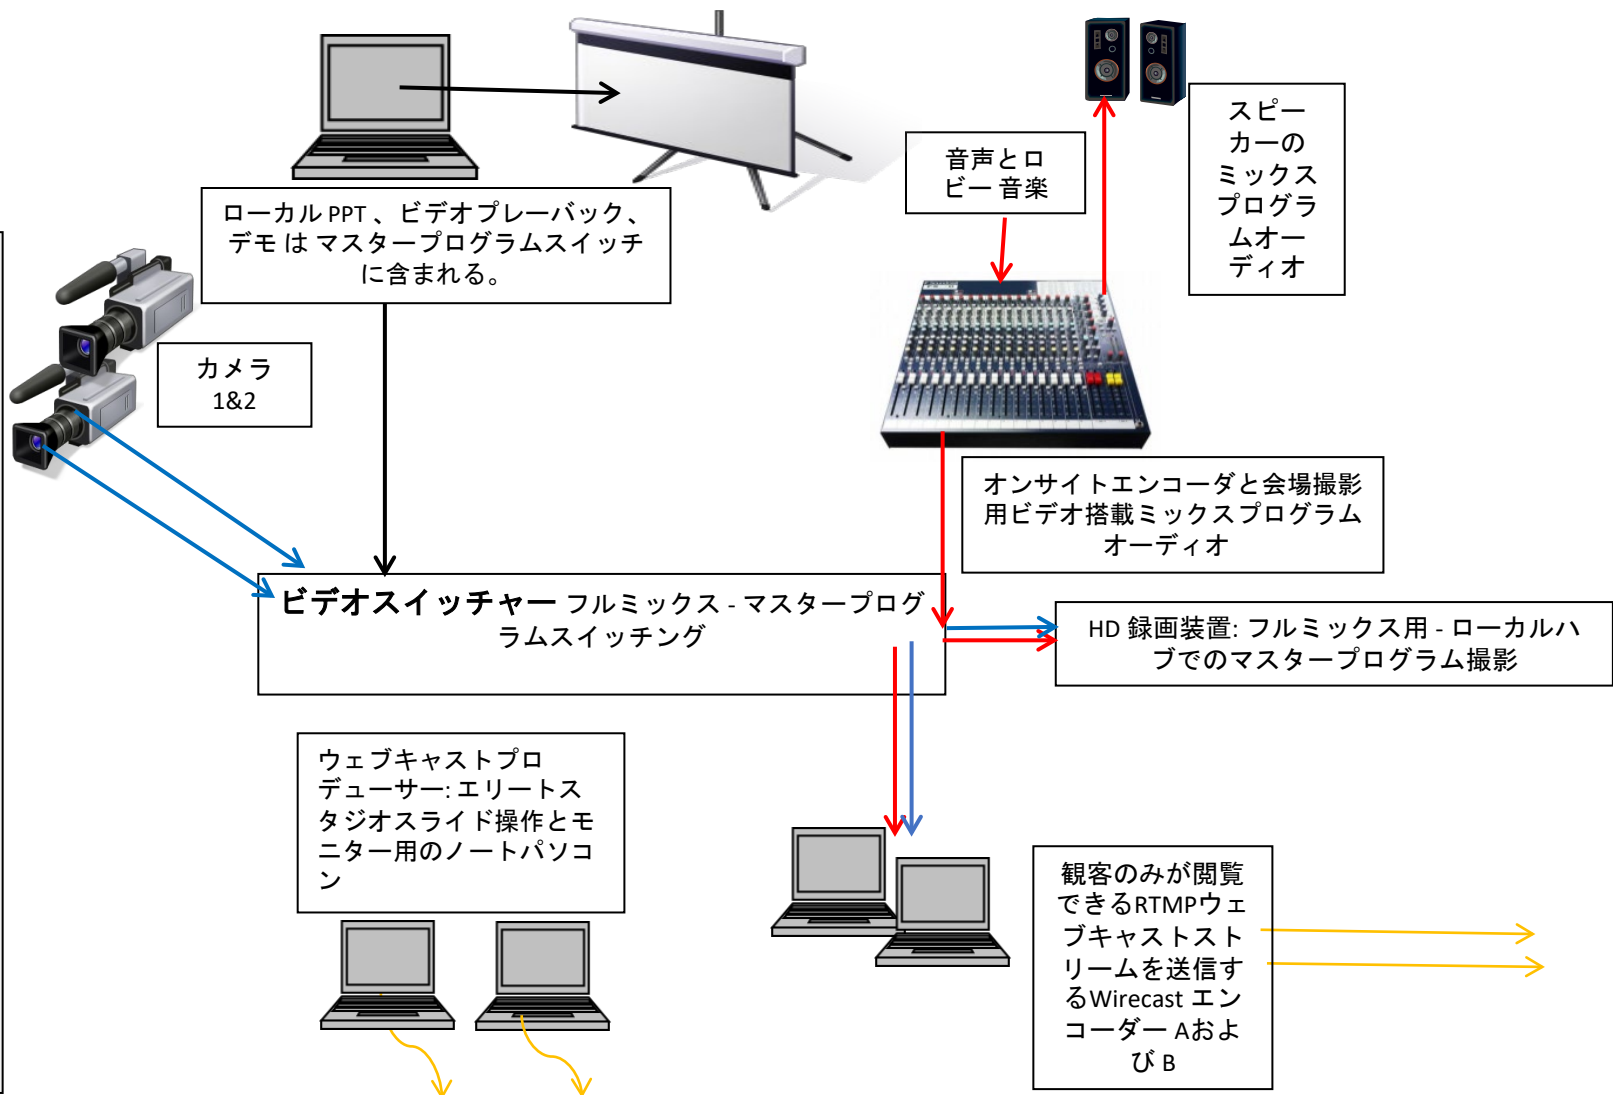 スピー
カーの
ミックス
プログラ
ムオー
ディオ
音声とロ
ビー 音楽
ローカル PPT 、ビデオプレーバック、
デモ は マスタープログラムスイッチ
に含まれる。
カメラ
1&2
オンサイトエンコーダと会場撮影
用ビデオ搭載ミックスプログラム
オーディオ
ビデオスイッチャー フルミックス - マスタープログ
ラムスイッチング
HD 録画装置: フルミックス用 - ローカルハ
ブでのマスタープログラム撮影
ウェブキャストプロ
デューサー: エリートス
タジオスライド操作とモ
ニター用のノートパソコ
ン
観客のみが閲覧
できるRTMPウェ
ブキャストスト
リームを送信す
るWirecast エン
コーダー Aおよ
び B